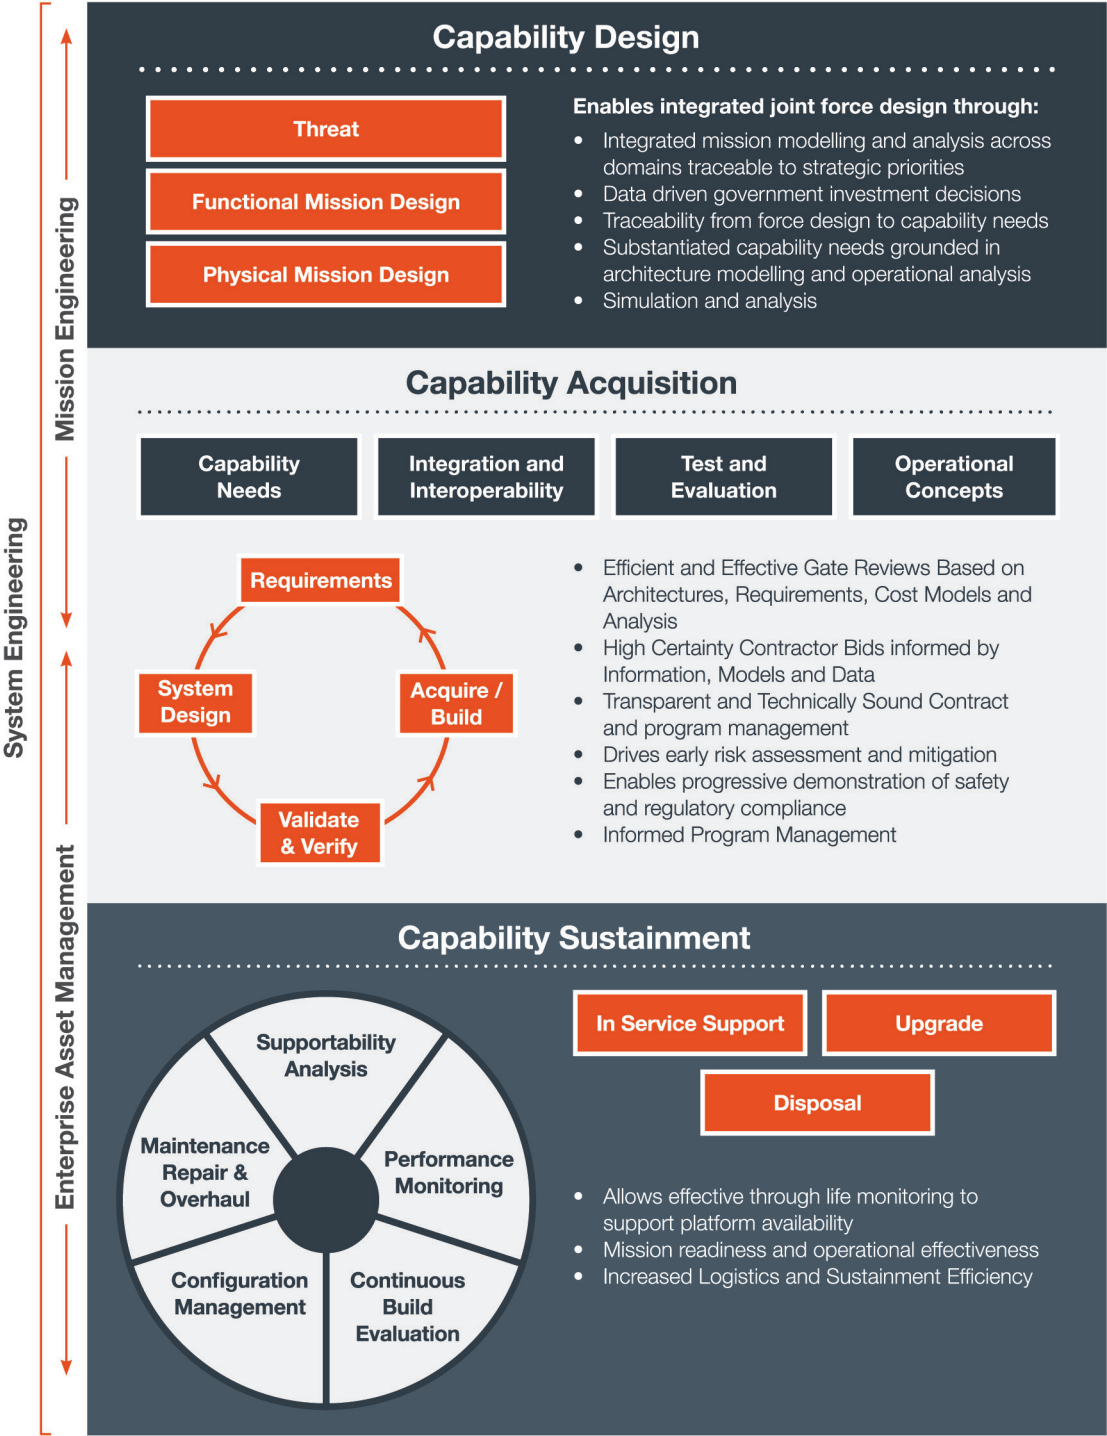 System Engineering
Mission Engineering
Enterprise Asset Management
Capability Design
Threat
Functional Mission Design
Physical Mission Design
Enables integrated joint force design through:
• Integrated mission modelling and analysis across
domains traceable to strategic priorities
• Data driven government investment decisions
• Traceability from force design to capability needs
• Substantiated capability needs grounded in
architecture modelling and operational analysis
• Simulation and analysis
Capability Acquisition
Capability
Needs
Integration and
Interoperability
Test and
Evaluation
Operational
Concepts
Requirements
System
Design
Acquire /
Build
Validate
& Verify
• Efficient and Effective Gate Reviews Based on
Architectures, Requirements, Cost Models and
Analysis
• High Certainty Contractor Bids informed by
Information, Models and Data
• Transparent and Technically Sound Contract
and program management
• Drives early risk assessment and mitigation
• Enables progressive demonstration of safety
and regulatory compliance
• Informed Program Management
Capability Sustainment
Supportability
Analysis
Maintenance
Repair &
Overhaul
Performance
Monitoring
Configuration
Management
Continuous
Build
Evaluation
In Service Support
Upgrade
Disposal
• Allows effective through life monitoring to
support platform availability
• Mission readiness and operational effectiveness
• Increased Logistics and Sustainment Efficiency